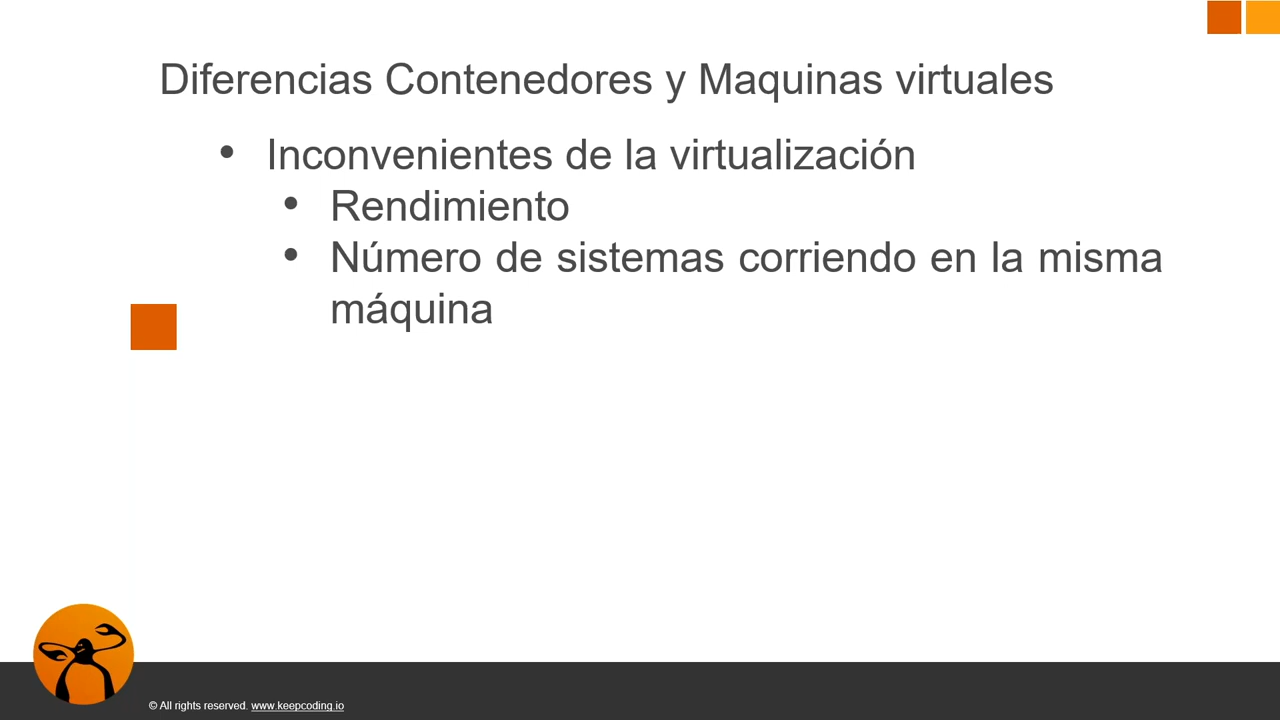 Diferencias Contenedores y Maquinas virtuales
• Inconvenientes de la virtualización
• Rendimiento
• Número de sistemas corriendo en la misma
máquina
© All rights reserved. www.keepcoding.io